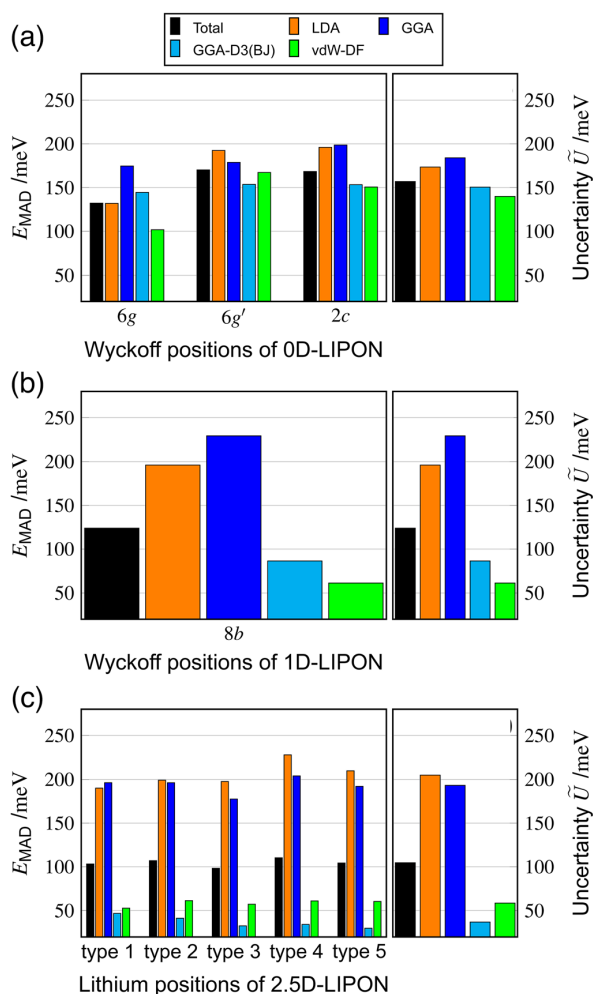 (a)
Total LDA GGA
GGA-D3(BJ) vdW-DF
E_MAD /meV
250
200
150
100
50
6g 6g′ 2c
Wyckoff positions of 0D-LIPON
250
200
150
100
50
Uncertainty Ũ /meV
(b)
E_MAD /meV
250
200
150
100
50
8b
Wyckoff positions of 1D-LIPON
250
200
150
100
50
Uncertainty Ũ /meV
(c)
E_MAD /meV
250
200
150
100
50
type 1 type 2 type 3 type 4 type 5
Lithium positions of 2.5D-LIPON
250
200
150
100
50
Uncertainty Ũ /meV